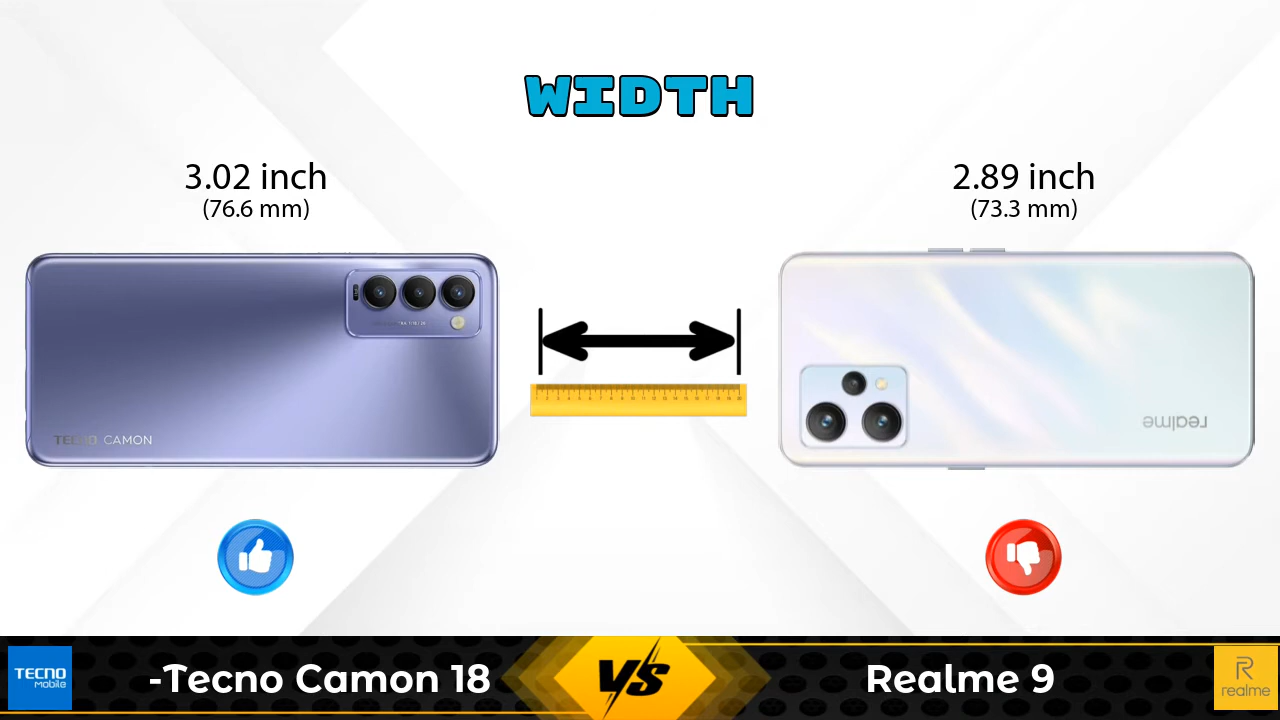 WIDTH
3.02 inch
(76.6 mm)
2.89 inch
(73.3 mm)
TECNO CAMON
realme
TECNO
Mobile
-Tecno Camon 18
VS
Realme 9
R
realme